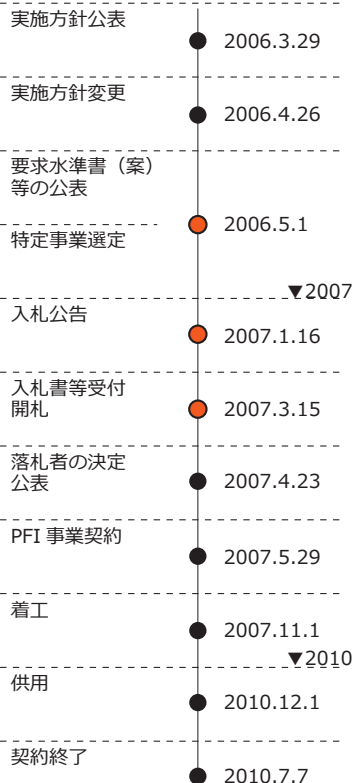 実施方針公表
2006.3.29
実施方針変更
2006.4.26
要求水準書（案）
等の公表
2006.5.1
特定事業選定
▼2007
入札公告
2007.1.16
入札書等受付
開札
2007.3.15
落札者の決定
公表
2007.4.23
PFI 事業契約
2007.5.29
着工
2007.11.1
▼2010
供用
2010.12.1
契約終了
2010.7.7